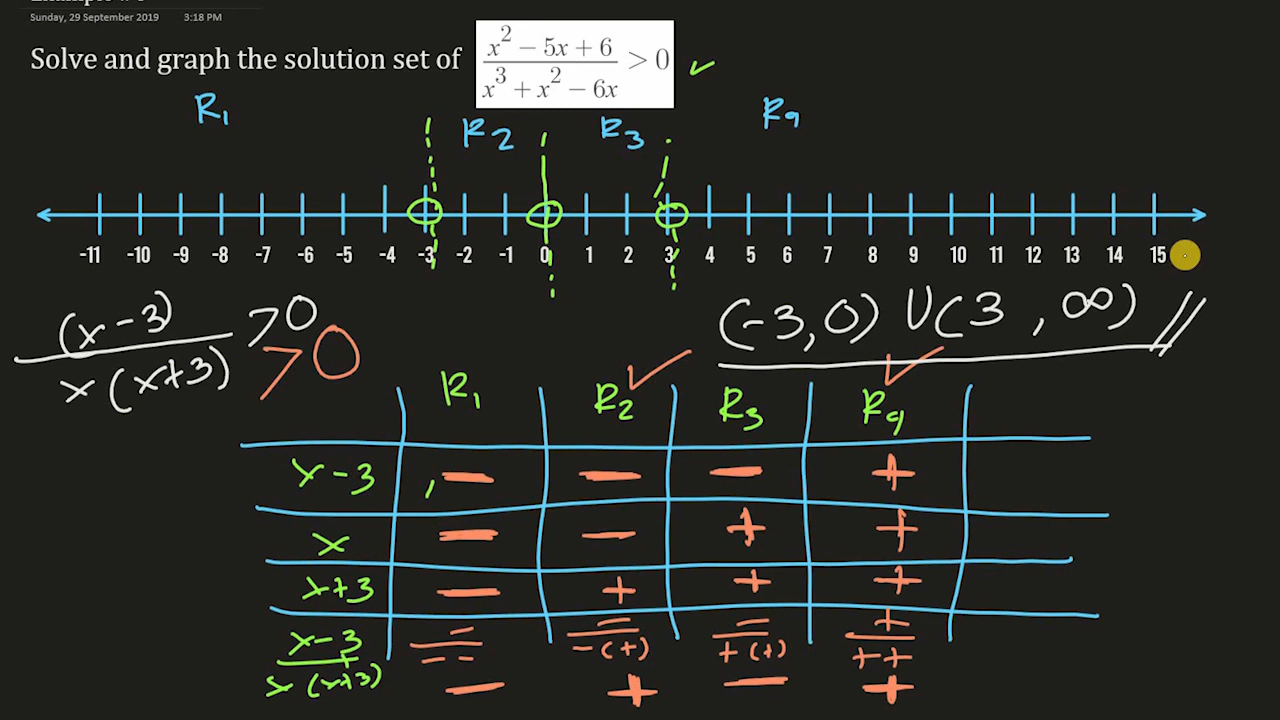 Sunday, 29 September 2019 3:18 PM
Solve and graph the solution set of (x² − 5x + 6)/(x³ + x² − 6x) > 0 ✓
R₁ R₂ R₃ R₄
-11 -10 -9 -8 -7 -6 -5 -4 -3 -2 -1 0 1 2 3 4 5 6 7 8 9 10 11 12 13 14 15
(x-3)/(x(x+3)) >0 >0
(-3,0) ∪ (3, ∞) //
R₁ R₂ ✓ R₃ R₄ ✓
x-3 , − − − +
x − − + +
x+3 − + + +
(x-3)/(x(x+3)) −/(− −) −/(−(+)) −/(+(+)) +/(+ +)
− + − +